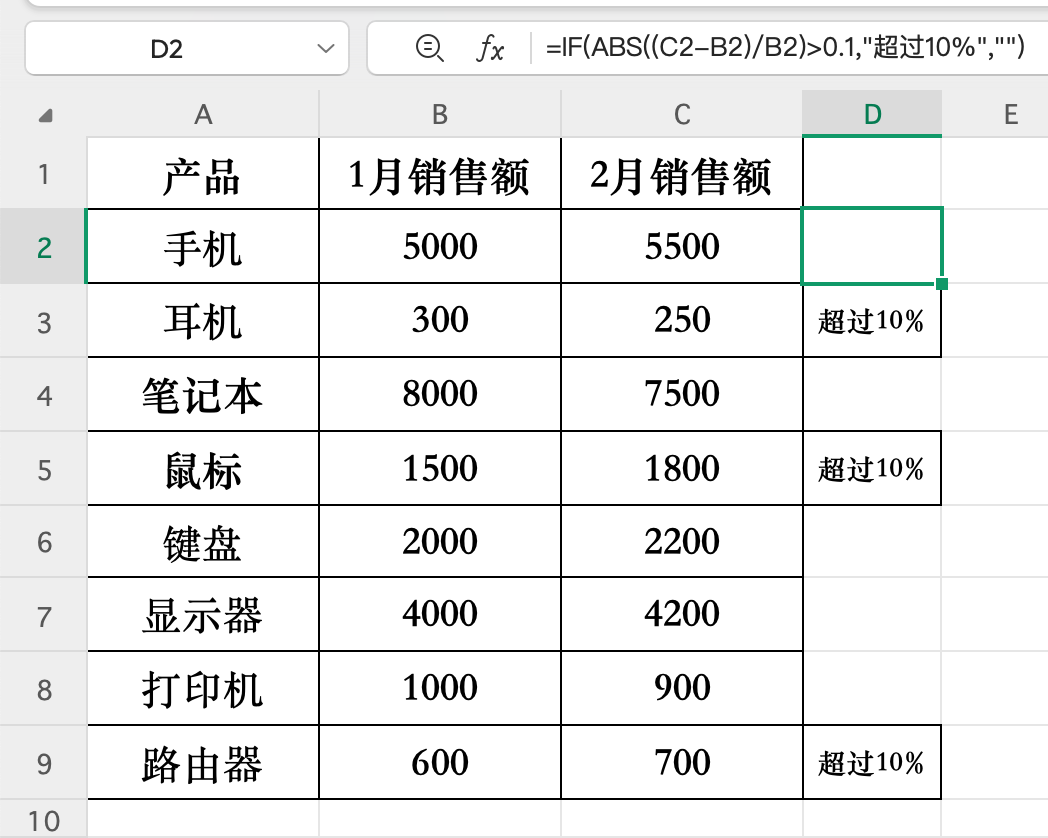 D2 fx =IF(ABS((C2-B2)/B2)>0.1,"超过10%","")
A B C D E
1 产品 1月销售额 2月销售额
2 手机 5000 5500
3 耳机 300 250 超过10%
4 笔记本 8000 7500
5 鼠标 1500 1800 超过10%
6 键盘 2000 2200
7 显示器 4000 4200
8 打印机 1000 900
9 路由器 600 700 超过10%
10